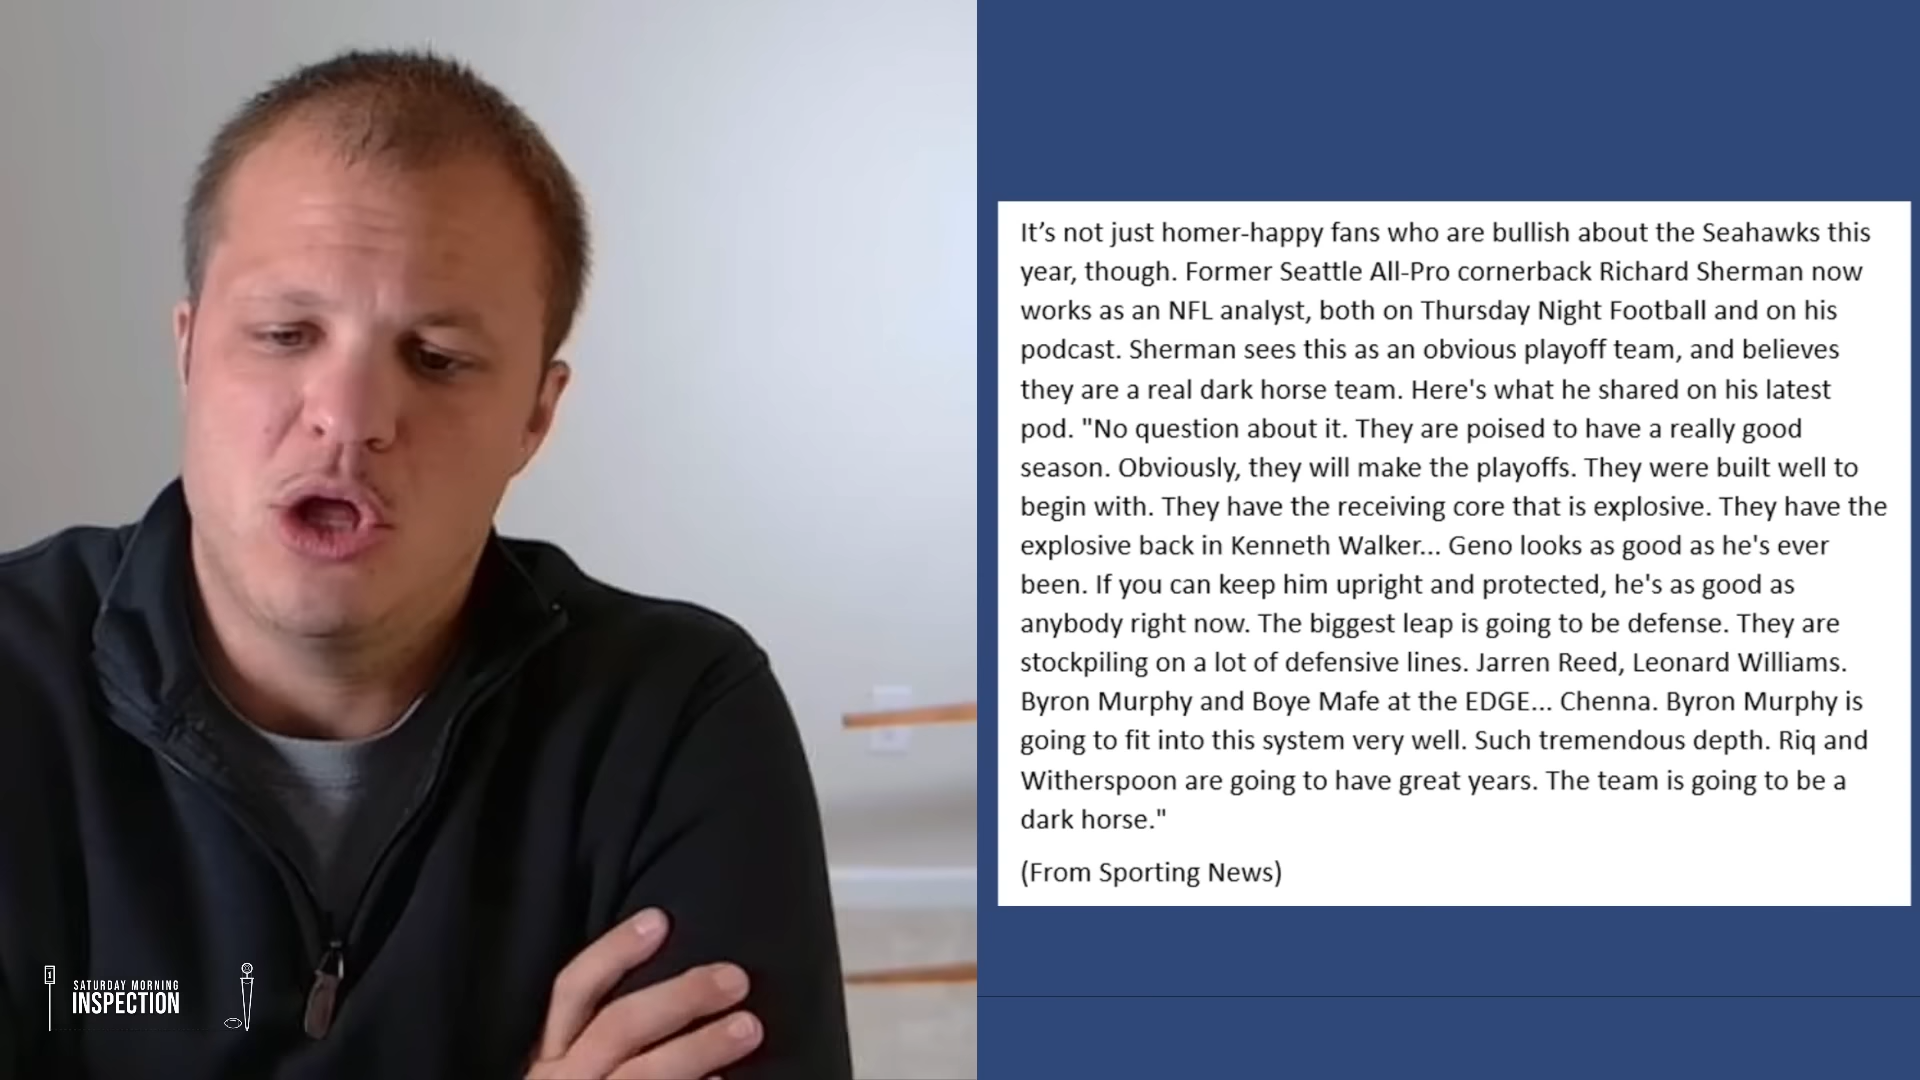 It’s not just homer-happy fans who are bullish about the Seahawks this
year, though. Former Seattle All-Pro cornerback Richard Sherman now
works as an NFL analyst, both on Thursday Night Football and on his
podcast. Sherman sees this as an obvious playoff team, and believes
they are a real dark horse team. Here's what he shared on his latest
pod. "No question about it. They are poised to have a really good
season. Obviously, they will make the playoffs. They were built well to
begin with. They have the receiving core that is explosive. They have the
explosive back in Kenneth Walker... Geno looks as good as he's ever
been. If you can keep him upright and protected, he's as good as
anybody right now. The biggest leap is going to be defense. They are
stockpiling on a lot of defensive lines. Jarren Reed, Leonard Williams.
Byron Murphy and Boye Mafe at the EDGE... Chenna. Byron Murphy is
going to fit into this system very well. Such tremendous depth. Riq and
Witherspoon are going to have great years. The team is going to be a
dark horse."
(From Sporting News)
1
SATURDAY MORNING
INSPECTION